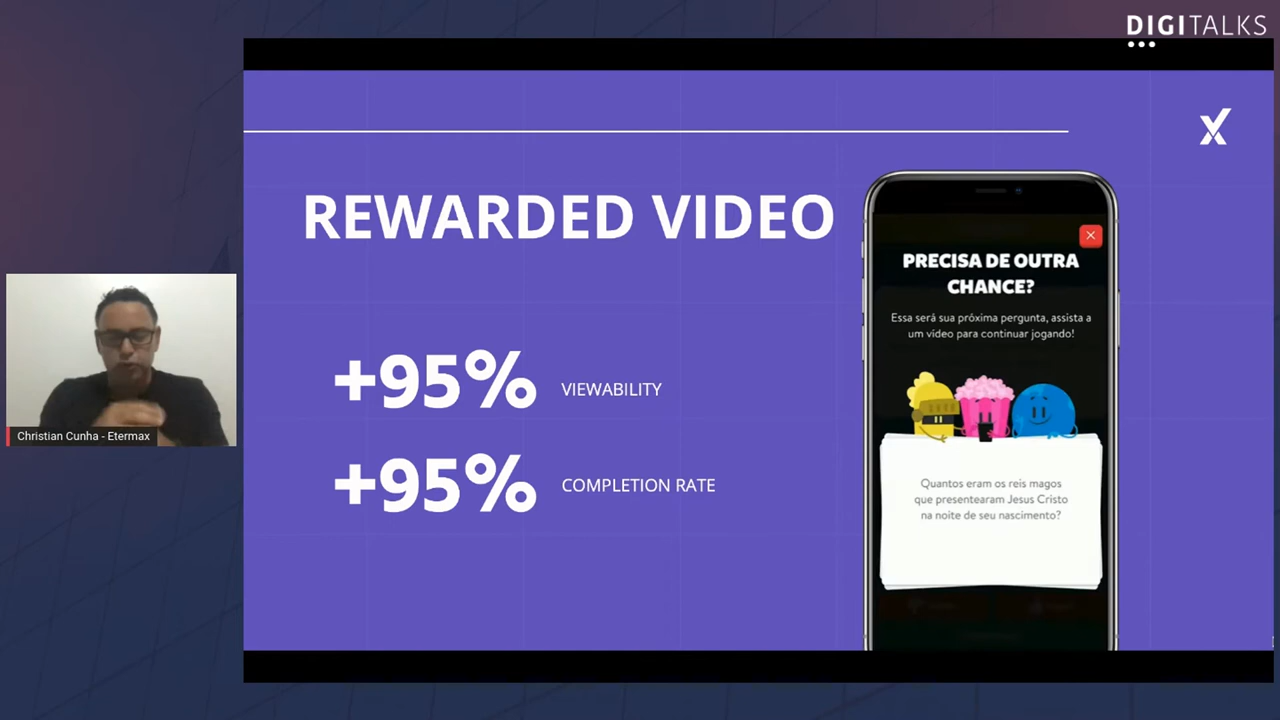 DIGITALKS
REWARDED VIDEO
+95% VIEWABILITY
+95% COMPLETION RATE
PRECISA DE OUTRA
CHANCE?
Essa será sua próxima pergunta, assista a
um video para continuar jogando!
Quantos eram os reis magos
que presentearam Jesus Cristo
na noite de seu nascimento?
Christian Cunha - Etermax